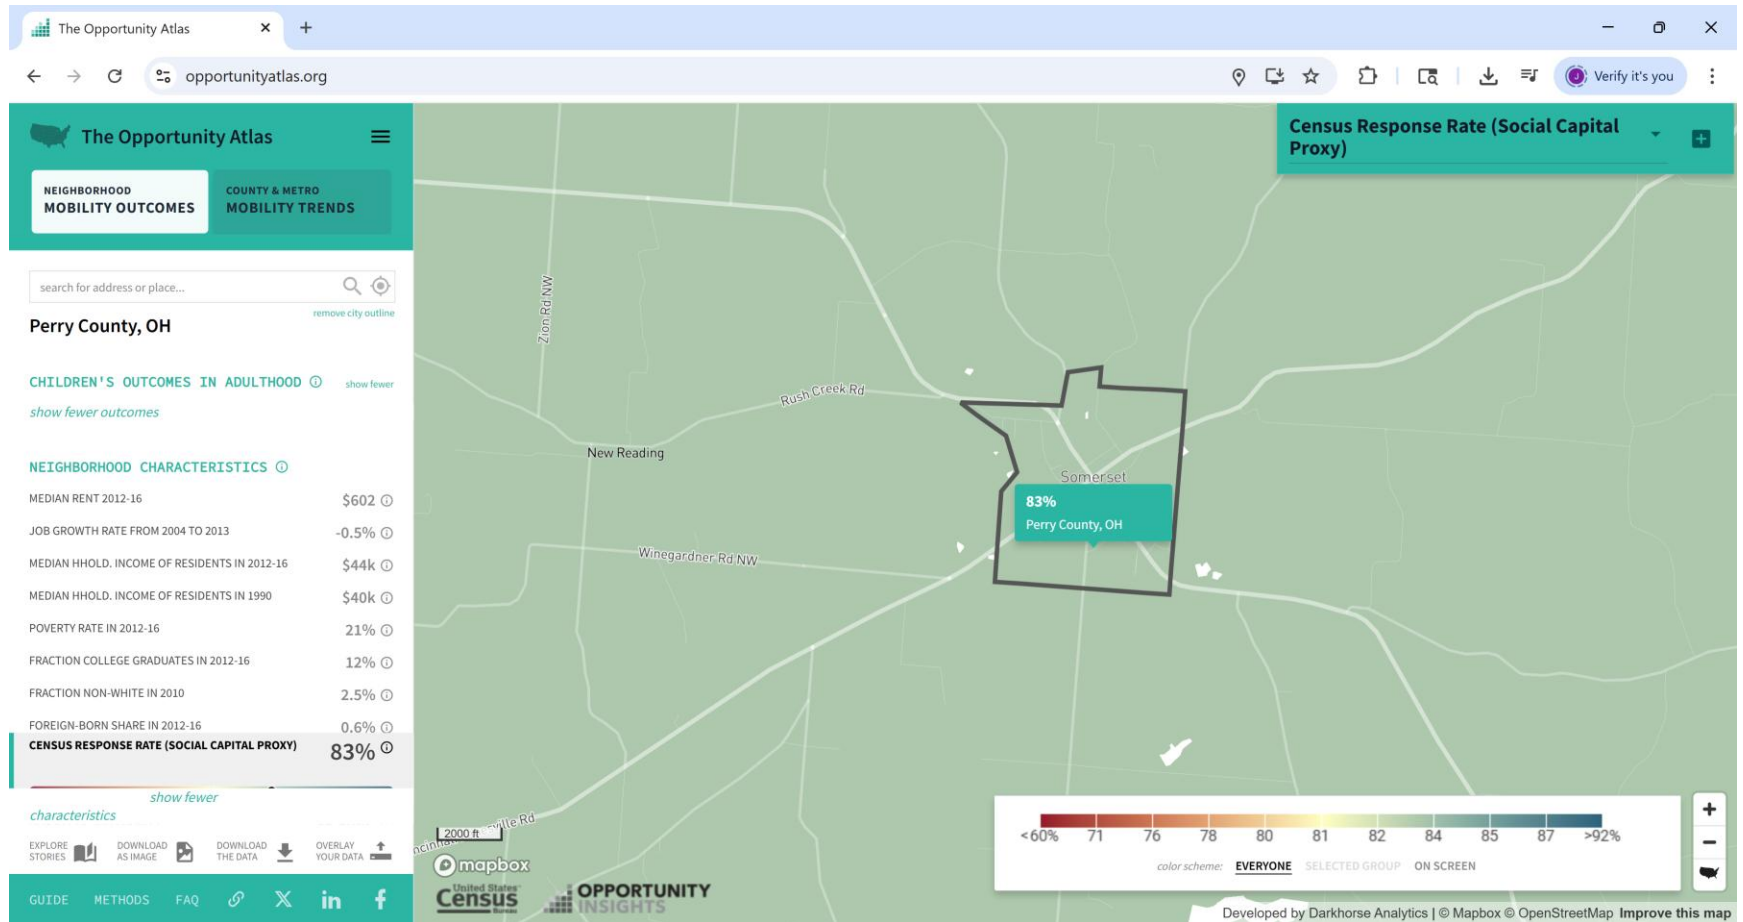 The Opportunity Atlas
opportunityatlas.org
Verify it's you
The Opportunity Atlas
NEIGHBORHOOD
MOBILITY OUTCOMES
COUNTY & METRO
MOBILITY TRENDS
search for address or place...
remove city outline
Perry County, OH
CHILDREN'S OUTCOMES IN ADULTHOOD
show fewer
show fewer outcomes
NEIGHBORHOOD CHARACTERISTICS
MEDIAN RENT 2012-16 $602
JOB GROWTH RATE FROM 2004 TO 2013 -0.5%
MEDIAN HHOLD. INCOME OF RESIDENTS IN 2012-16 $44k
MEDIAN HHOLD. INCOME OF RESIDENTS IN 1990 $40k
POVERTY RATE IN 2012-16 21%
FRACTION COLLEGE GRADUATES IN 2012-16 12%
FRACTION NON-WHITE IN 2010 2.5%
FOREIGN-BORN SHARE IN 2012-16 0.6%
CENSUS RESPONSE RATE (SOCIAL CAPITAL PROXY) 83%
show fewer
characteristics
EXPLORE
STORIES
DOWNLOAD
AS IMAGE
DOWNLOAD
THE DATA
OVERLAY
YOUR DATA
GUIDE METHODS FAQ
Census Response Rate (Social Capital
Proxy)
Zion Rd NW
Rush Creek Rd
New Reading
Somerset
83%
Perry County, OH
Winegardner Rd NW
ville Rd
2000 ft
mapbox
United States
Census
Bureau
OPPORTUNITY
INSIGHTS
<60% 71 76 78 80 81 82 84 85 87 >92%
color scheme: EVERYONE SELECTED GROUP ON SCREEN
Developed by Darkhorse Analytics | © Mapbox © OpenStreetMap Improve this map